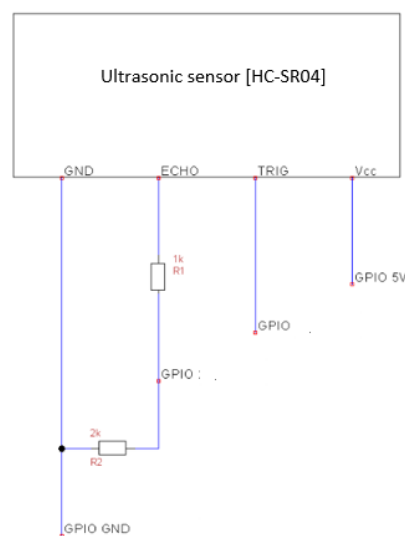 Ultrasonic sensor [HC-SR04]
GND ECHO TRIG Vcc
1k
R1
GPIO 5V
GPIO .
GPIO : .
2k
R2
GPIO GND